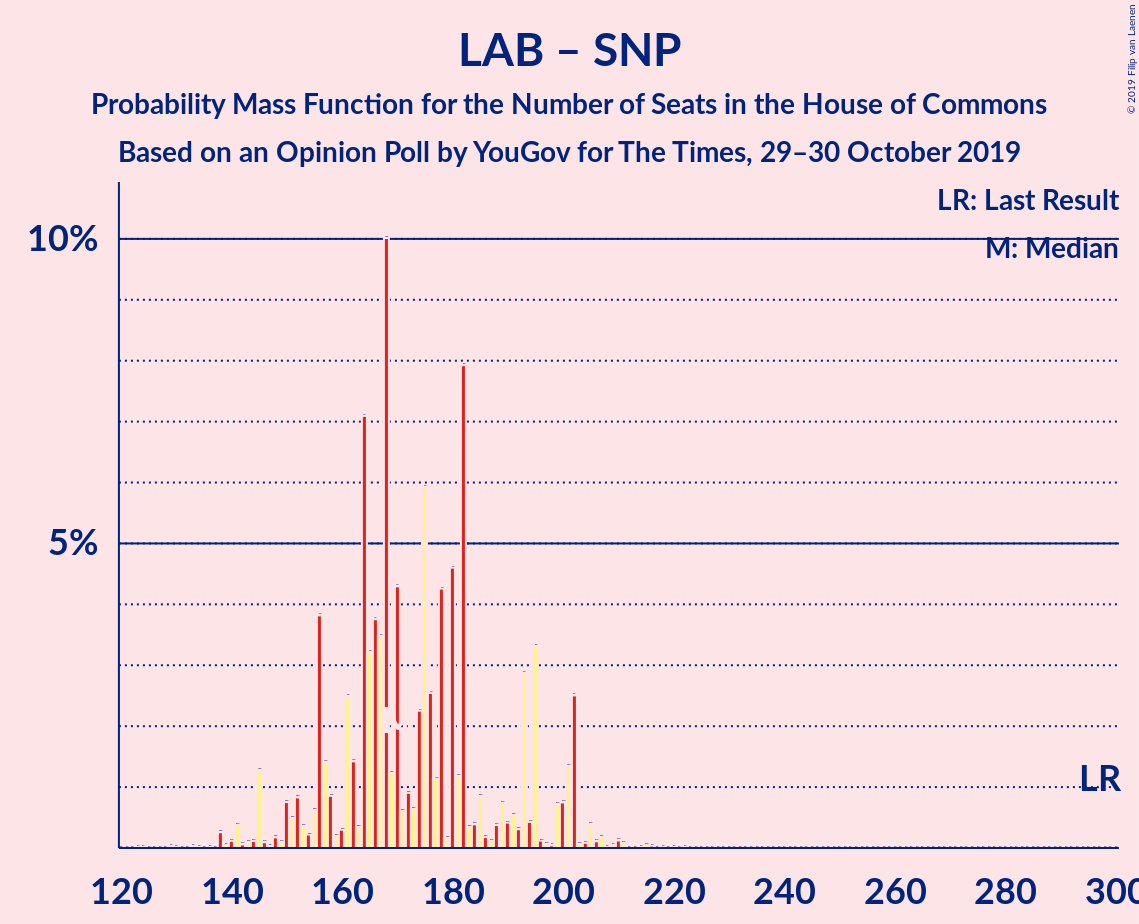 © 2019 Filip van Laenen
LAB – SNP
Probability Mass Function for the Number of Seats in the House of Commons
Based on an Opinion Poll by YouGov for The Times, 29–30 October 2019
LR: Last Result
M: Median
10%
5%
LR
120 140 160 180 200 220 240 260 280 300